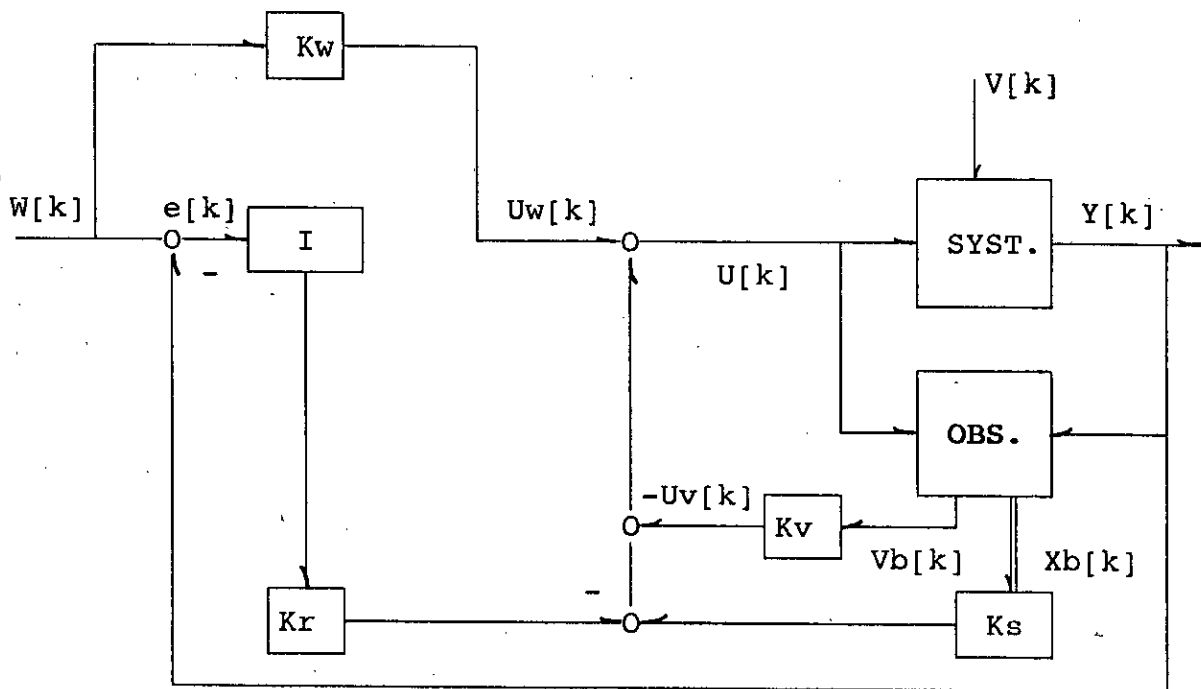 Kw
V[k]
W[k]
e[k]
I
Uw[k]
U[k]
SYST.
Y[k]
OBS.
-Uv[k]
Kv
Vb[k]
Xb[k]
Kr
Ks
-
-